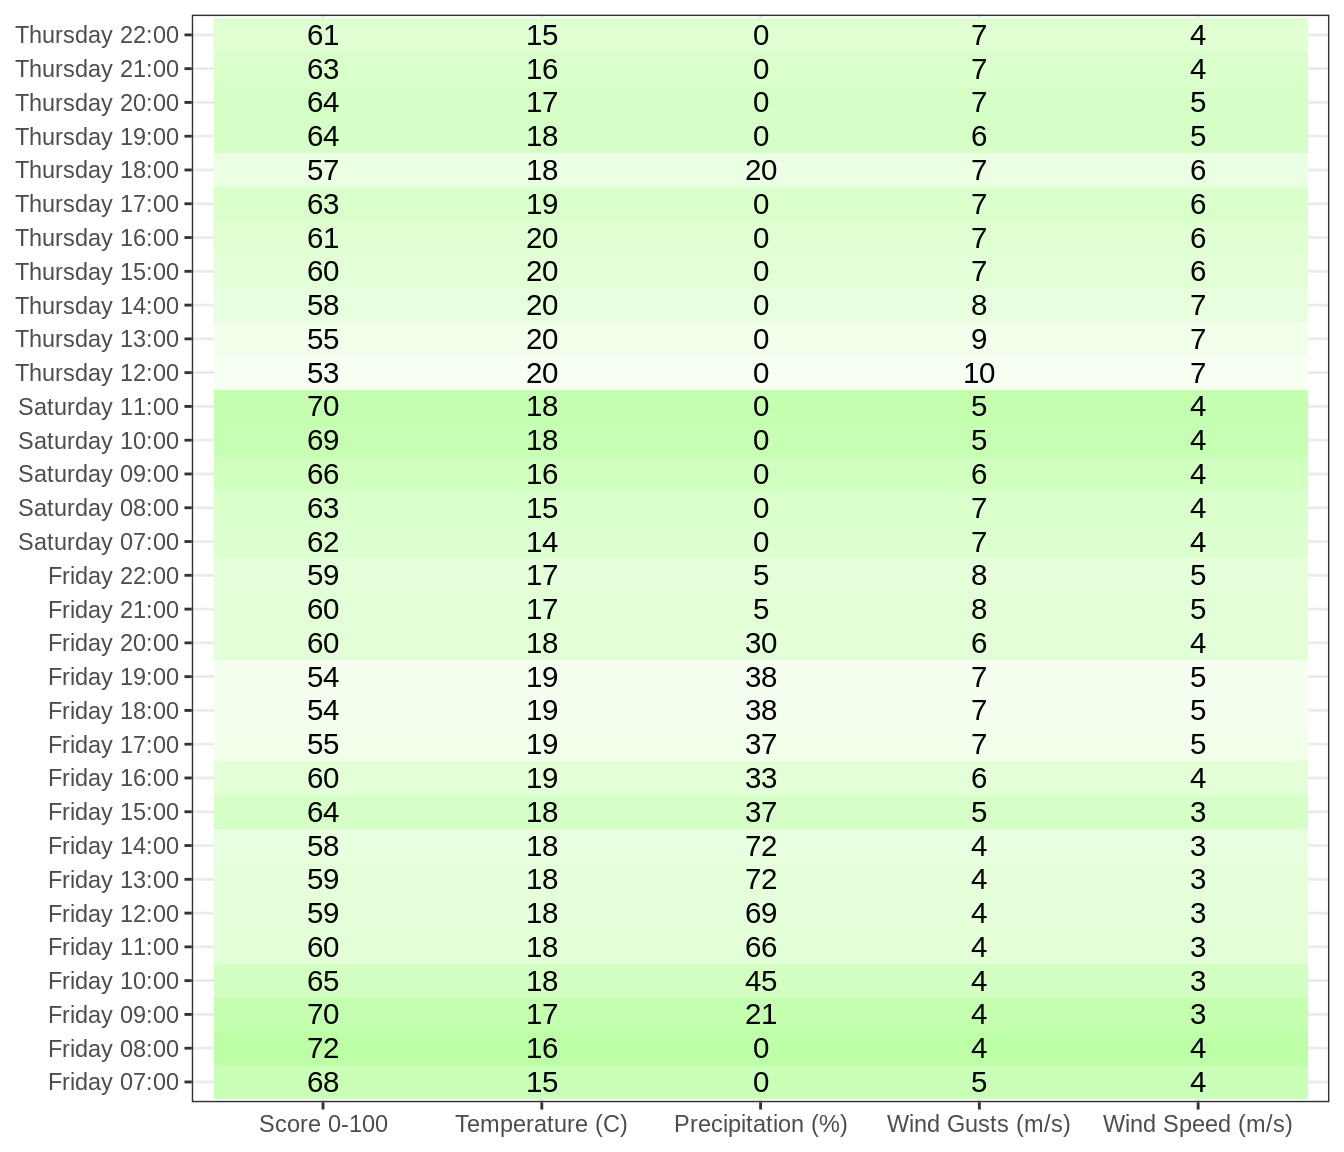 Thursday 22:00 61 15 0 7 4
Thursday 21:00 63 16 0 7 4
Thursday 20:00 64 17 0 7 5
Thursday 19:00 64 18 0 6 5
Thursday 18:00 57 18 20 7 6
Thursday 17:00 63 19 0 7 6
Thursday 16:00 61 20 0 7 6
Thursday 15:00 60 20 0 7 6
Thursday 14:00 58 20 0 8 7
Thursday 13:00 55 20 0 9 7
Thursday 12:00 53 20 0 10 7
Saturday 11:00 70 18 0 5 4
Saturday 10:00 69 18 0 5 4
Saturday 09:00 66 16 0 6 4
Saturday 08:00 63 15 0 7 4
Saturday 07:00 62 14 0 7 4
Friday 22:00 59 17 5 8 5
Friday 21:00 60 17 5 8 5
Friday 20:00 60 18 30 6 4
Friday 19:00 54 19 38 7 5
Friday 18:00 54 19 38 7 5
Friday 17:00 55 19 37 7 5
Friday 16:00 60 19 33 6 4
Friday 15:00 64 18 37 5 3
Friday 14:00 58 18 72 4 3
Friday 13:00 59 18 72 4 3
Friday 12:00 59 18 69 4 3
Friday 11:00 60 18 66 4 3
Friday 10:00 65 18 45 4 3
Friday 09:00 70 17 21 4 3
Friday 08:00 72 16 0 4 4
Friday 07:00 68 15 0 5 4
Score 0-100 Temperature (C) Precipitation (%) Wind Gusts (m/s) Wind Speed (m/s)